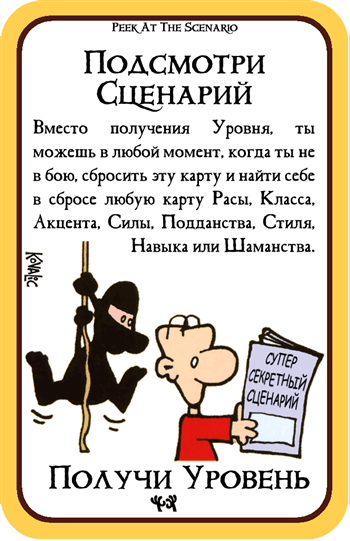 Peek At The Scenario
Подсмотри
Сценарий
Вместо получения Уровня, ты
можешь в любой момент, когда ты не
в бою, сбросить эту карту и найти себе
в сбросе любую карту Расы, Класса,
Акцента, Силы, Подданства, Стиля,
Навыка или Шаманства.
Kovalic
СУПЕР
СЕКРЕТНЫЙ
СЦЕНАРИЙ
Получи Уровень